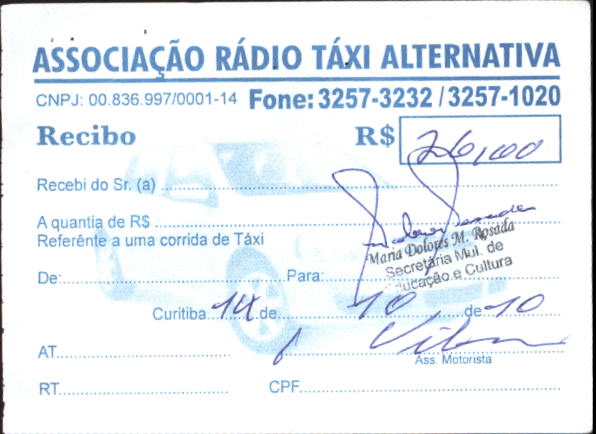 ASSOCIAÇÃO RÁDIO TÁXI ALTERNATIVA
CNPJ: 00.836.997/0001-14 Fone: 3257-3232 / 3257-1020
Recibo R$ 26,00
Recebi do Sr. (a)
A quantia de R$
Referênte a uma corrida de Táxi
Maria Dolores M. Rosada
Secretária Mul. de
Educação e Cultura
De: Para:
Curitiba 14 de 10 de 10
AT.
Ass. Motorista
RT. CPF.